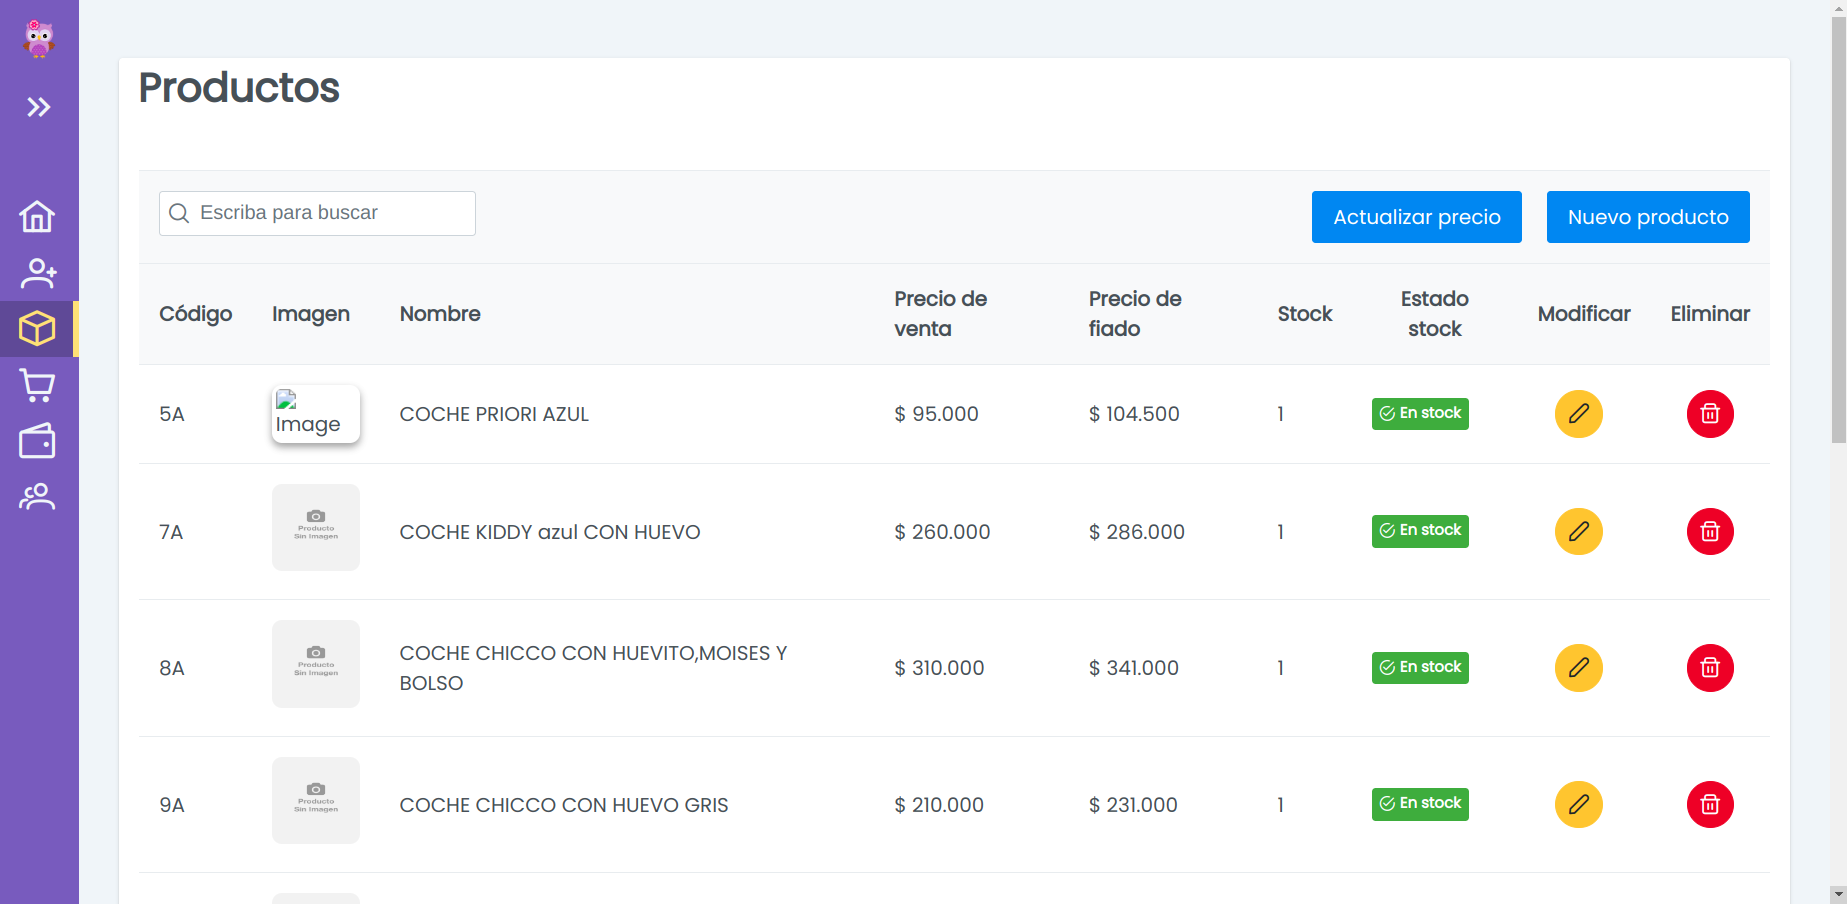 Productos
Escriba para buscar
Actualizar precio
Nuevo producto
Código
Imagen
Nombre
Precio de
venta
Precio de
fiado
Stock
Estado
stock
Modificar
Eliminar
5A
Image
COCHE PRIORI AZUL
$ 95.000
$ 104.500
1
En stock
7A
Producto
Sin Imagen
COCHE KIDDY azul CON HUEVO
$ 260.000
$ 286.000
1
En stock
8A
Producto
Sin Imagen
COCHE CHICCO CON HUEVITO,MOISES Y
BOLSO
$ 310.000
$ 341.000
1
En stock
9A
Producto
Sin Imagen
COCHE CHICCO CON HUEVO GRIS
$ 210.000
$ 231.000
1
En stock